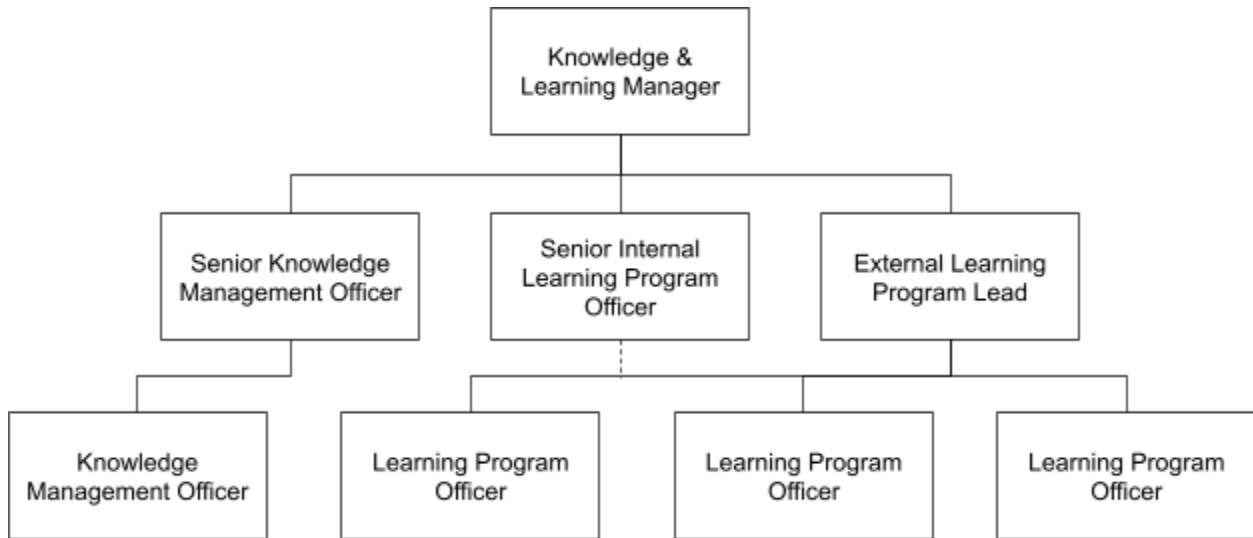 Knowledge &
Learning Manager
Senior Knowledge
Management Officer
Senior Internal
Learning Program
Officer
External Learning
Program Lead
Knowledge
Management Officer
Learning Program
Officer
Learning Program
Officer
Learning Program
Officer